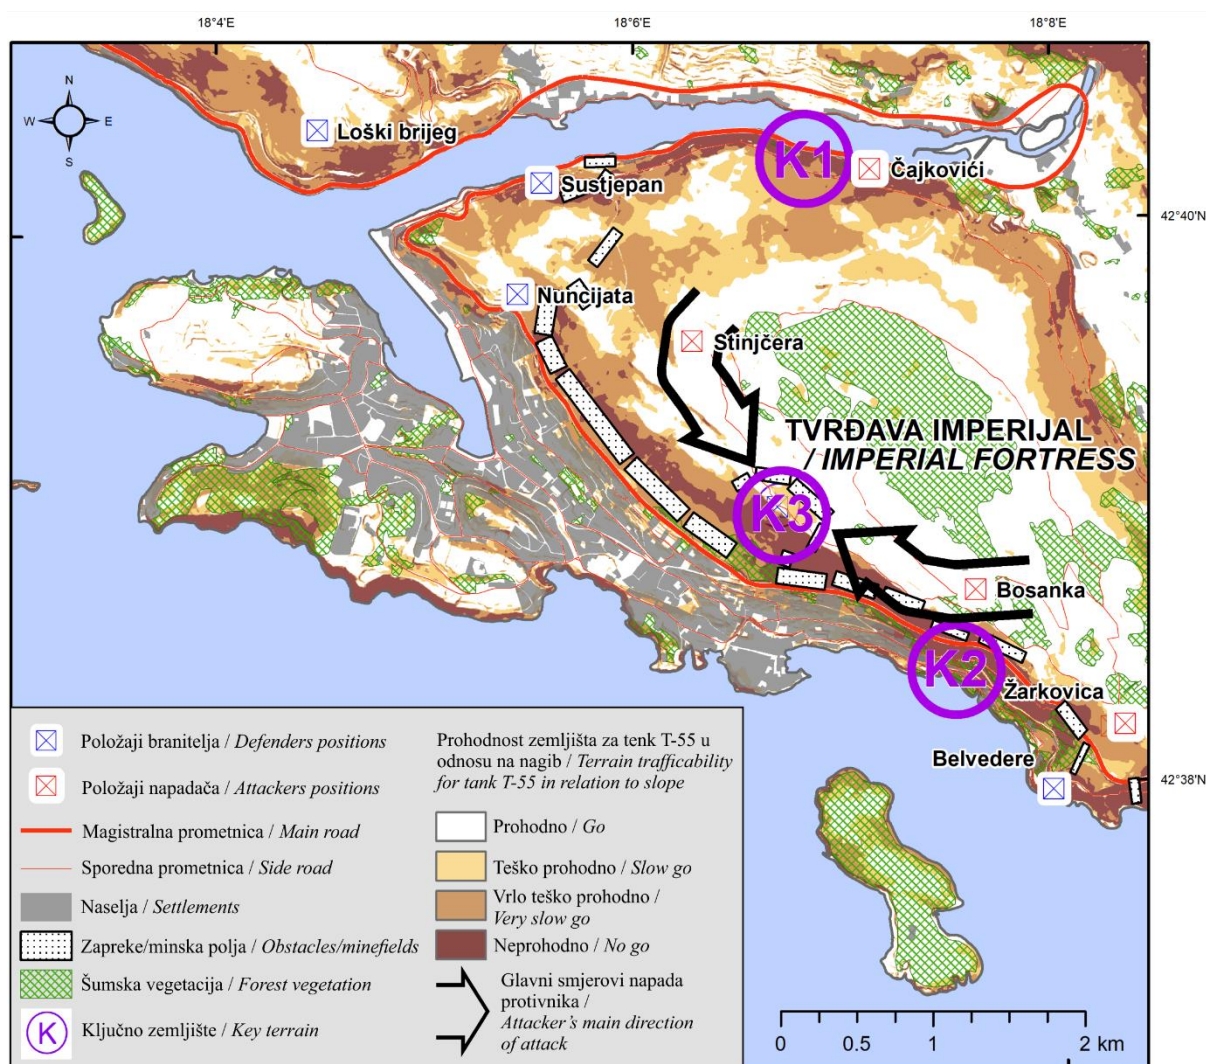 18°4'E
18°6'E
18°8'E
N
W
E
S
Loški brijeg
K1
Čajkovići
Sustjepan
42°40'N
Nuncijata
Stinjčera
TVRĐAVA IMPERIJAL
/ IMPERIAL FORTRESS
K3
Bosanka
K2
Žarkovica
Belvedere
42°38'N
Položaji branitelja / Defenders positions
Položaji napadača / Attackers positions
Magistralna prometnica / Main road
Sporedna prometnica / Side road
Naselja / Settlements
Zapreke/minska polja / Obstacles/minefields
Šumska vegetacija / Forest vegetation
K
Ključno zemljište / Key terrain
Prohodnost zemljišta za tenk T-55 u
odnosu na nagib / Terrain trafficability
for tank T-55 in relation to slope
Prohodno / Go
Teško prohodno / Slow go
Vrlo teško prohodno /
Very slow go
Neprohodno / No go
Glavni smjerovi napada
protivnika /
Attacker's main direction
of attack
0
0.5
1
2 km